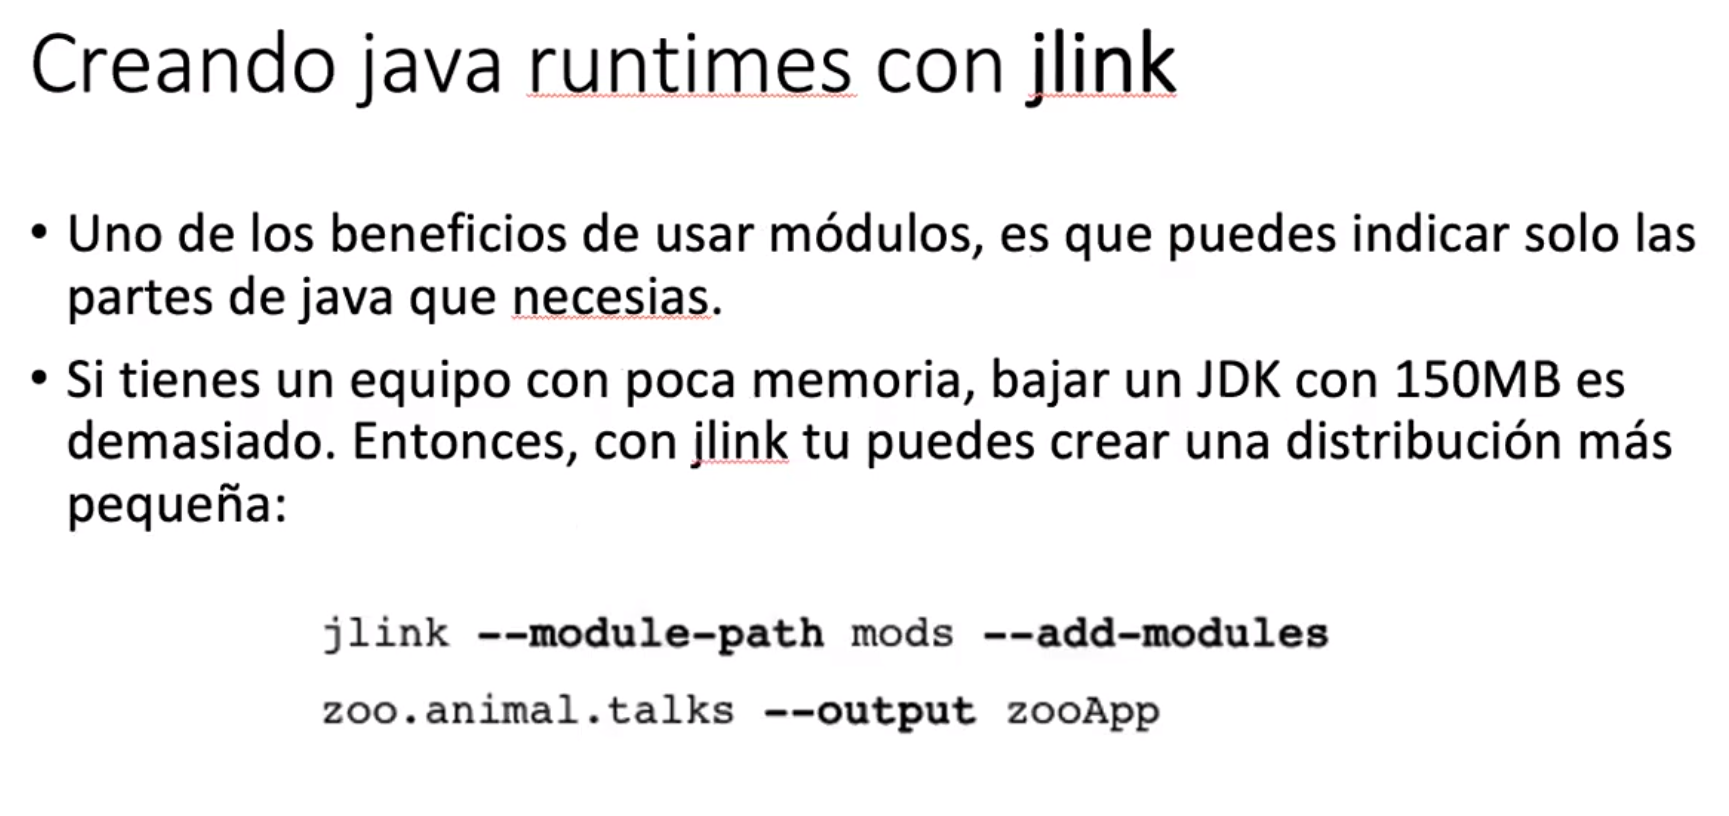 Creando java runtimes con jlink
• Uno de los beneficios de usar módulos, es que puedes indicar solo las
partes de java que necesias.
• Si tienes un equipo con poca memoria, bajar un JDK con 150MB es
demasiado. Entonces, con jlink tu puedes crear una distribución más
pequeña:
jlink --module-path mods --add-modules
zoo.animal.talks --output zooApp